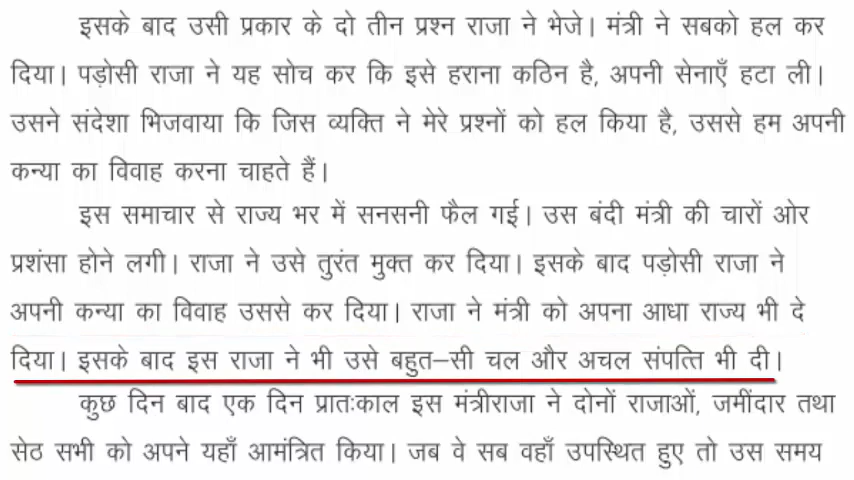 इसके बाद उसी प्रकार के दो तीन प्रश्न राजा ने भेजे। मंत्री ने सबको हल कर
दिया। पड़ोसी राजा ने यह सोच कर कि इसे हराना कठिन है, अपनी सेनाएँ हटा ली।
उसने संदेशा भिजवाया कि जिस व्यक्ति ने मेरे प्रश्नों को हल किया है, उससे हम अपनी
कन्या का विवाह करना चाहते हैं।
इस समाचार से राज्य भर में सनसनी फैल गई। उस बंदी मंत्री की चारों ओर
प्रशंसा होने लगी। राजा ने उसे तुरंत मुक्त कर दिया। इसके बाद पड़ोसी राजा ने
अपनी कन्या का विवाह उससे कर दिया। राजा ने मंत्री को अपना आधा राज्य भी दे
दिया। इसके बाद इस राजा ने भी उसे बहुत–सी चल और अचल संपत्ति भी दी।
कुछ दिन बाद एक दिन प्रातःकाल इस मंत्रीराजा ने दोनों राजाओं, जमींदार तथा
सेठ सभी को अपने यहाँ आमंत्रित किया। जब वे सब वहाँ उपस्थित हुए तो उस समय